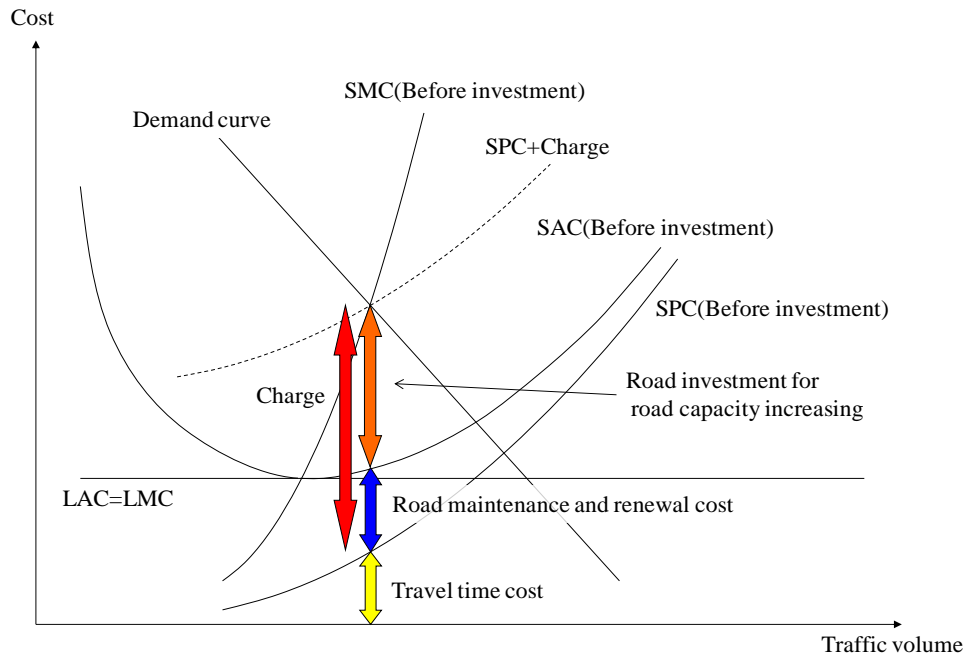 Cost
SMC(Before investment)
Demand curve
SPC+Charge
SAC(Before investment)
SPC(Before investment)
Road investment for
road capacity increasing
Charge
LAC=LMC
Road maintenance and renewal cost
Travel time cost
Traffic volume